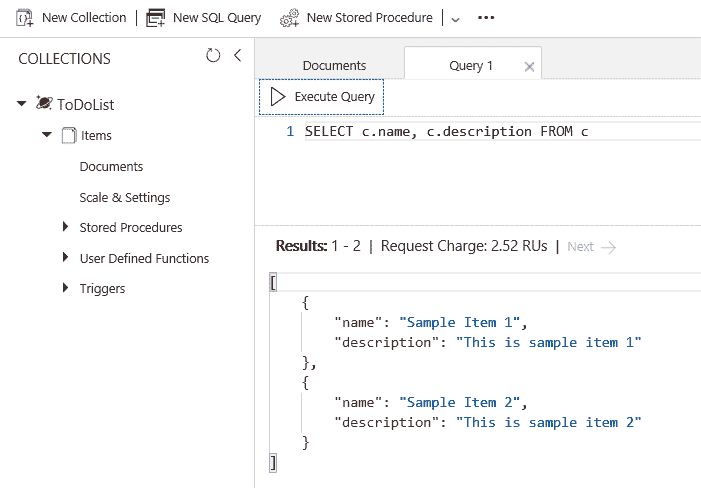 New Collection New SQL Query New Stored Procedure
COLLECTIONS
Documents Query 1
ToDoList
Execute Query
Items
1 SELECT c.name, c.description FROM c
Documents
Scale & Settings
Stored Procedures
User Defined Functions
Triggers
Results: 1 - 2 | Request Charge: 2.52 RUs | Next
[
{
"name": "Sample Item 1",
"description": "This is sample item 1"
},
{
"name": "Sample Item 2",
"description": "This is sample item 2"
}
]